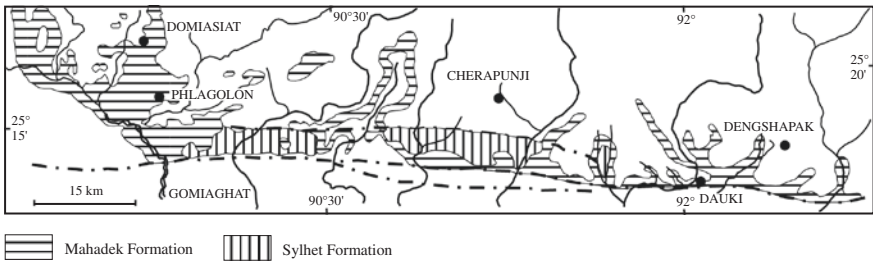 90°30'
92°
DOMIASIAT
25°
20'
CHERAPUNJI
PHLAGOLON
25°
15'
DENGSHAPAK
15 km
GOMIAGHAT
DAUKI
90°30'
92°
Mahadek Formation
Sylhet Formation